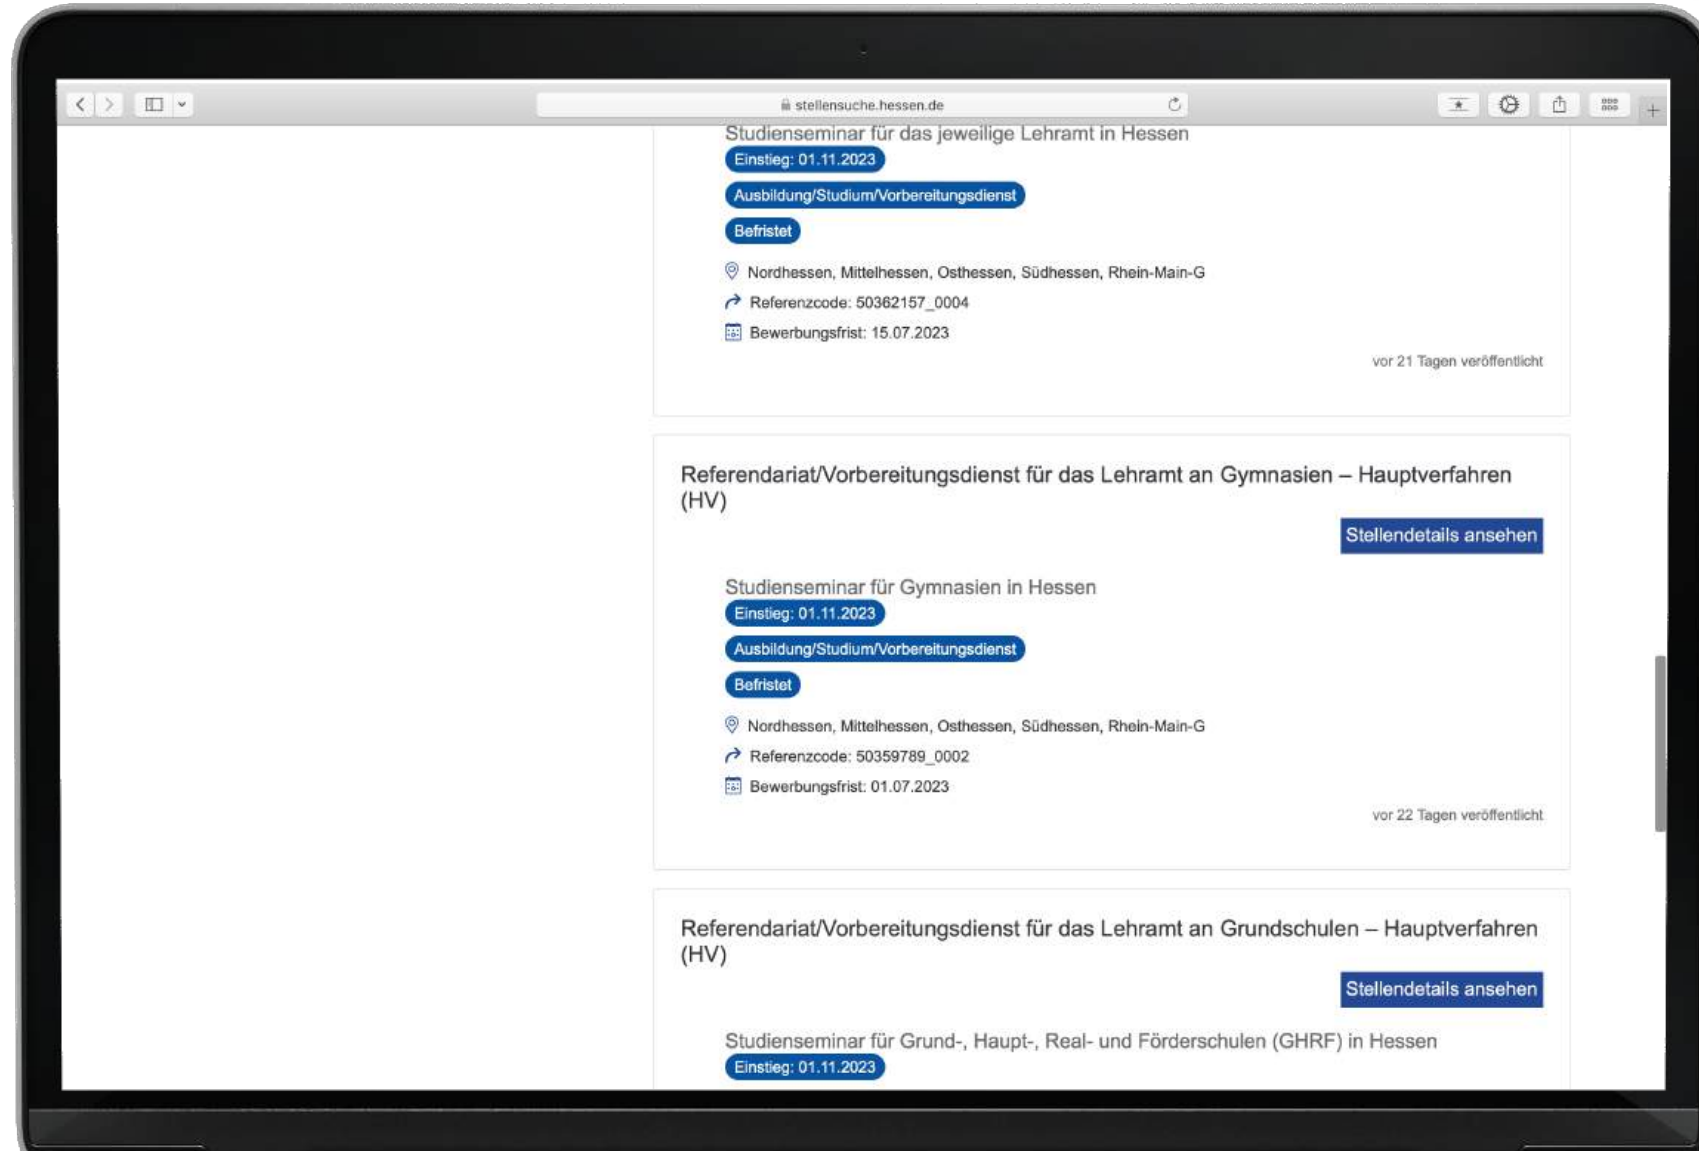 stellensuche.hessen.de
Studienseminar für das jeweilige Lehramt in Hessen
Einstieg: 01.11.2023
Ausbildung/Studium/Vorbereitungsdienst
Befristet
Nordhessen, Mittelhessen, Osthessen, Südhessen, Rhein-Main-G
Referenzcode: 50362157_0004
Bewerbungsfrist: 15.07.2023
vor 21 Tagen veröffentlicht
Referendariat/Vorbereitungsdienst für das Lehramt an Gymnasien – Hauptverfahren
(HV)
Stellendetails ansehen
Studienseminar für Gymnasien in Hessen
Einstieg: 01.11.2023
Ausbildung/Studium/Vorbereitungsdienst
Befristet
Nordhessen, Mittelhessen, Osthessen, Südhessen, Rhein-Main-G
Referenzcode: 50359789_0002
Bewerbungsfrist: 01.07.2023
vor 22 Tagen veröffentlicht
Referendariat/Vorbereitungsdienst für das Lehramt an Grundschulen – Hauptverfahren
(HV)
Stellendetails ansehen
Studienseminar für Grund-, Haupt-, Real- und Förderschulen (GHRF) in Hessen
Einstieg: 01.11.2023